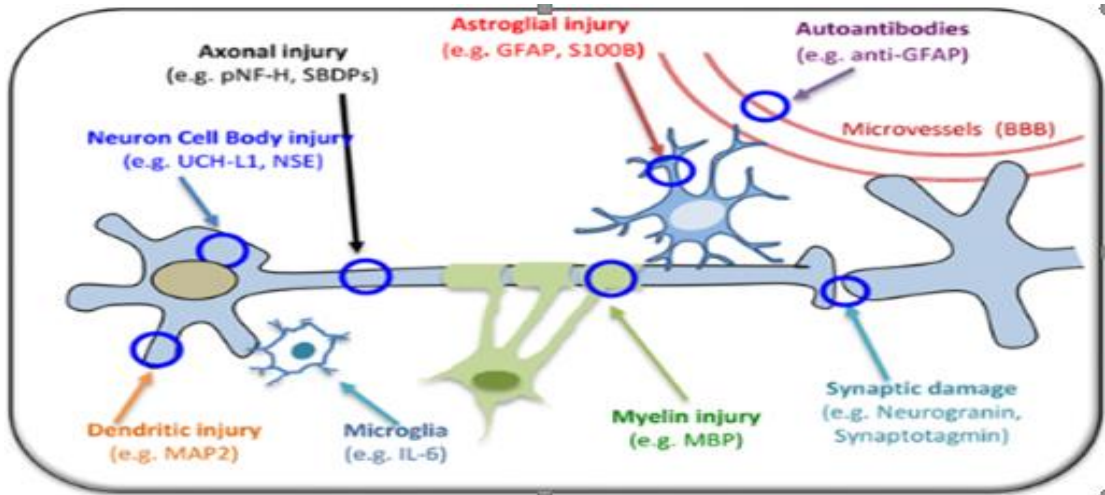 Astroglial injury
(e.g. GFAP, S100B)
Autoantibodies
(e.g. anti-GFAP)
Axonal injury
(e.g. pNF-H, SBDPs)
Neuron Cell Body injury
(e.g. UCH-L1, NSE)
Microvessels (BBB)
Dendritic injury
(e.g. MAP2)
Microglia
(e.g. IL-6)
Myelin injury
(e.g. MBP)
Synaptic damage
(e.g. Neurogranin,
Synaptotagmin)